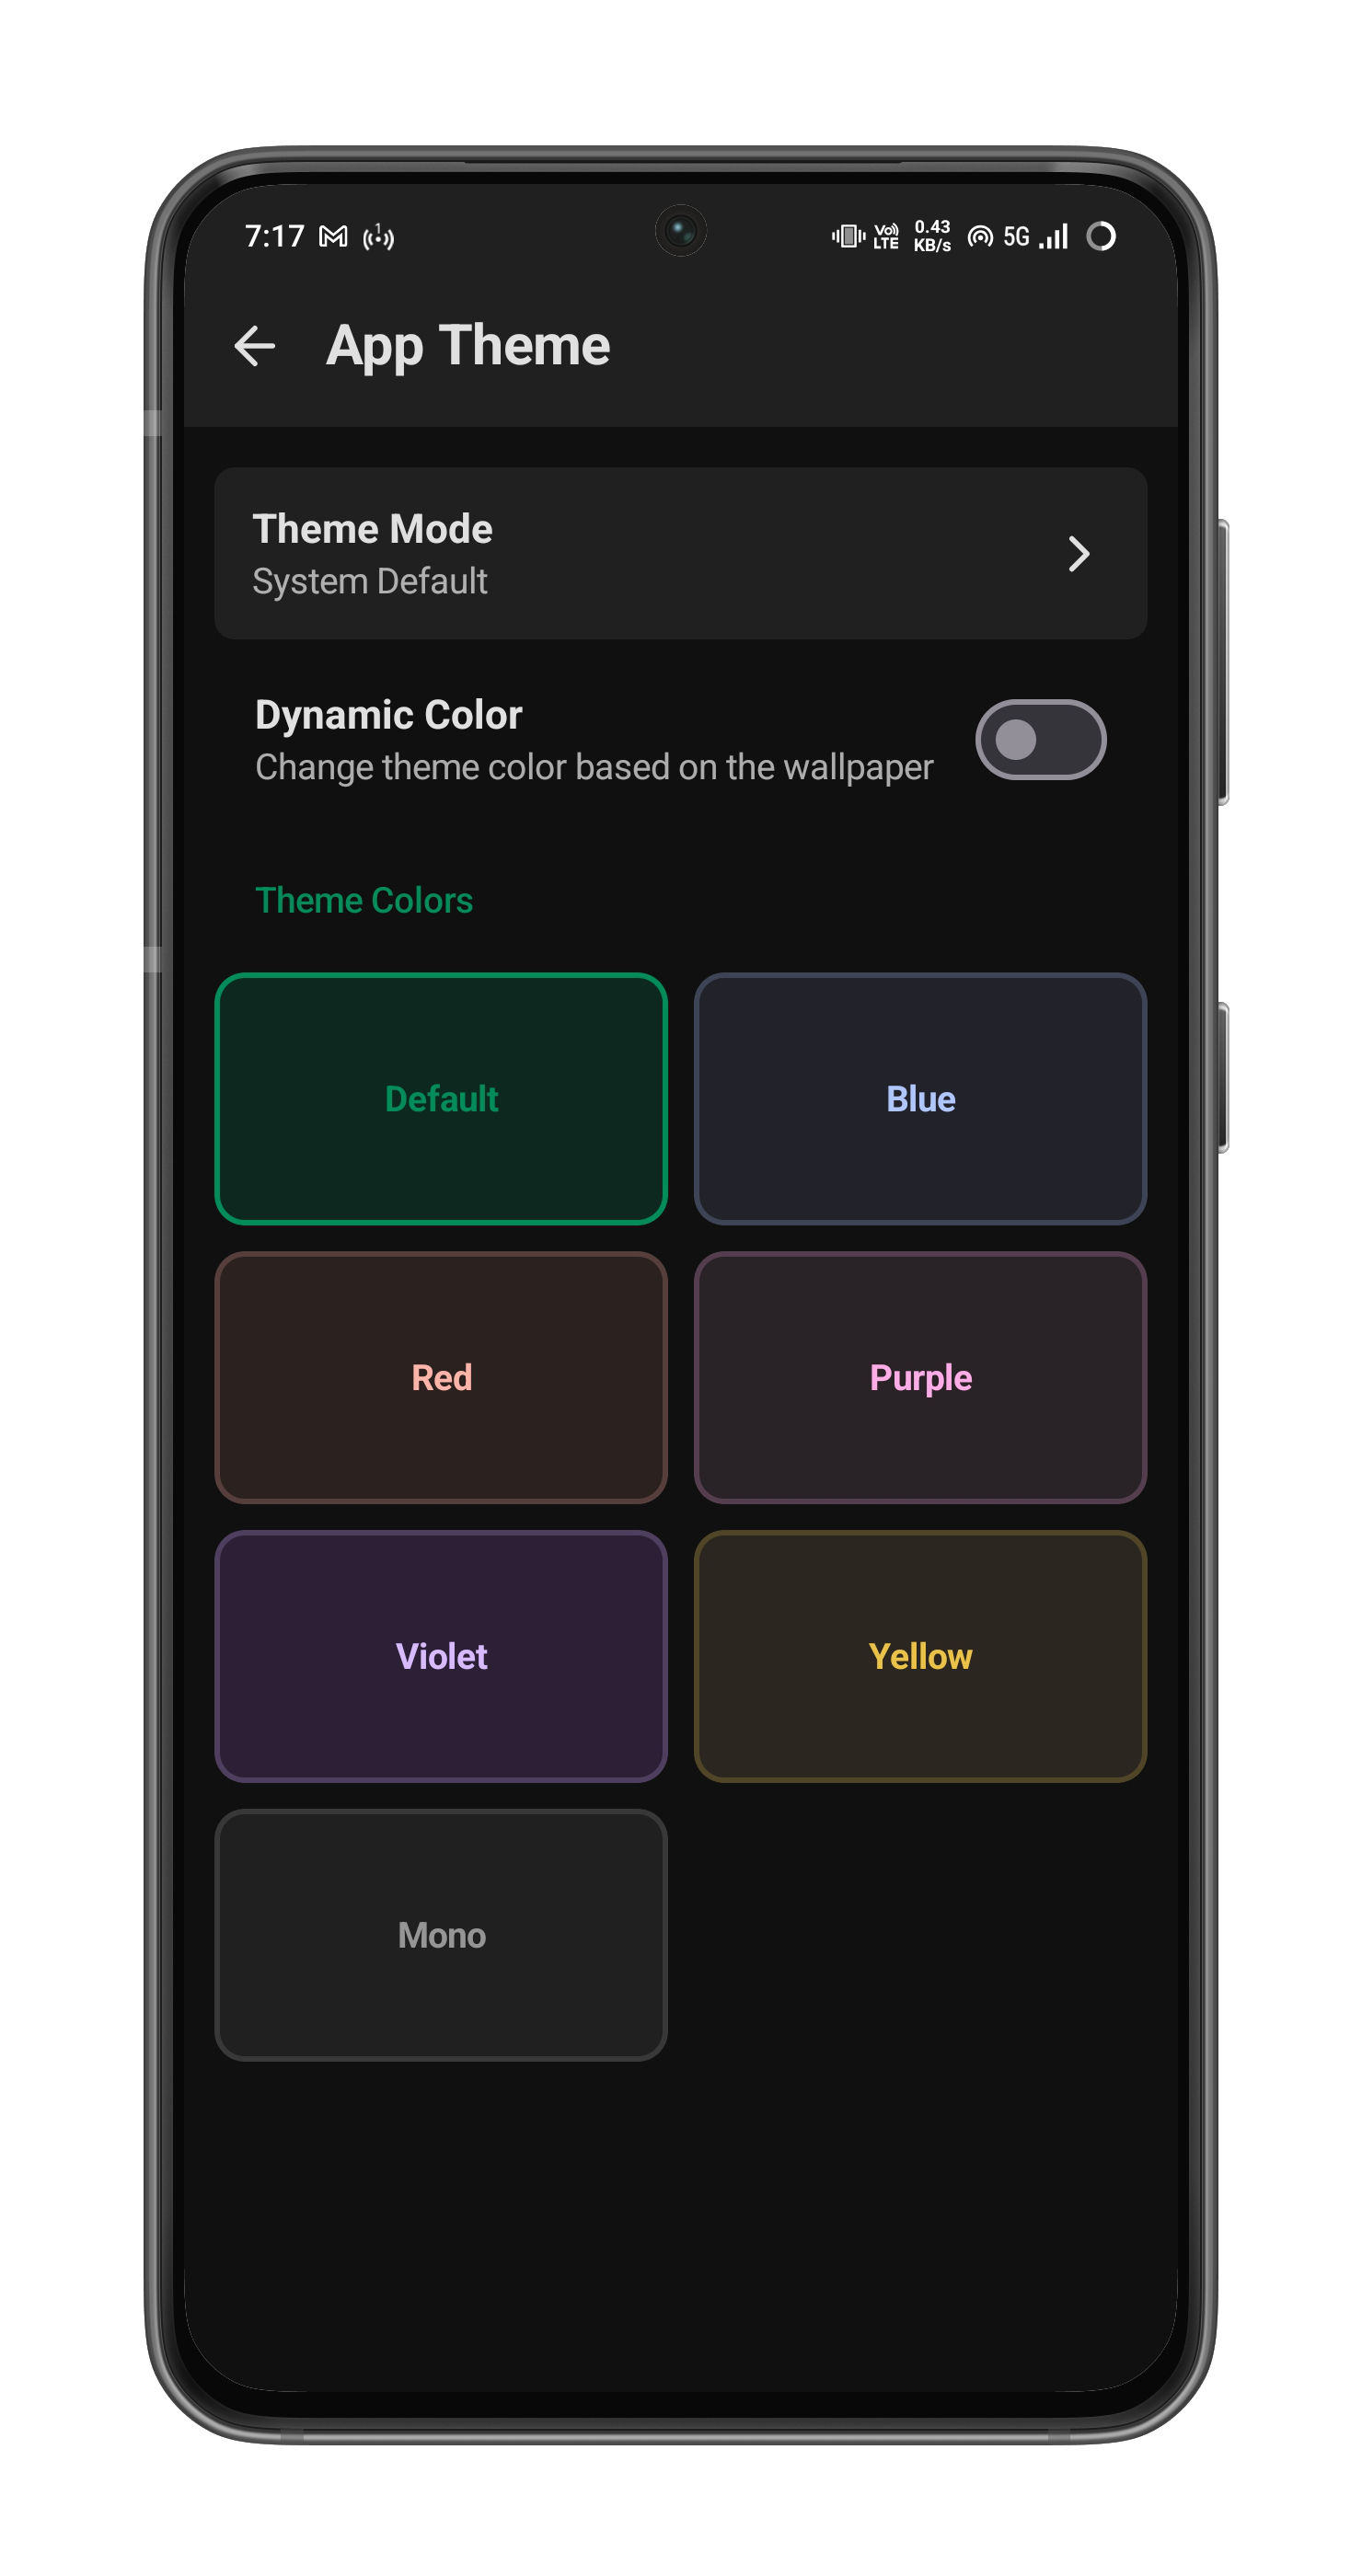 7:17
1
Vo)) LTE
0.43 KB/s
5G
App Theme
Theme Mode
System Default
Dynamic Color
Change theme color based on the wallpaper
Theme Colors
Default
Blue
Red
Purple
Violet
Yellow
Mono